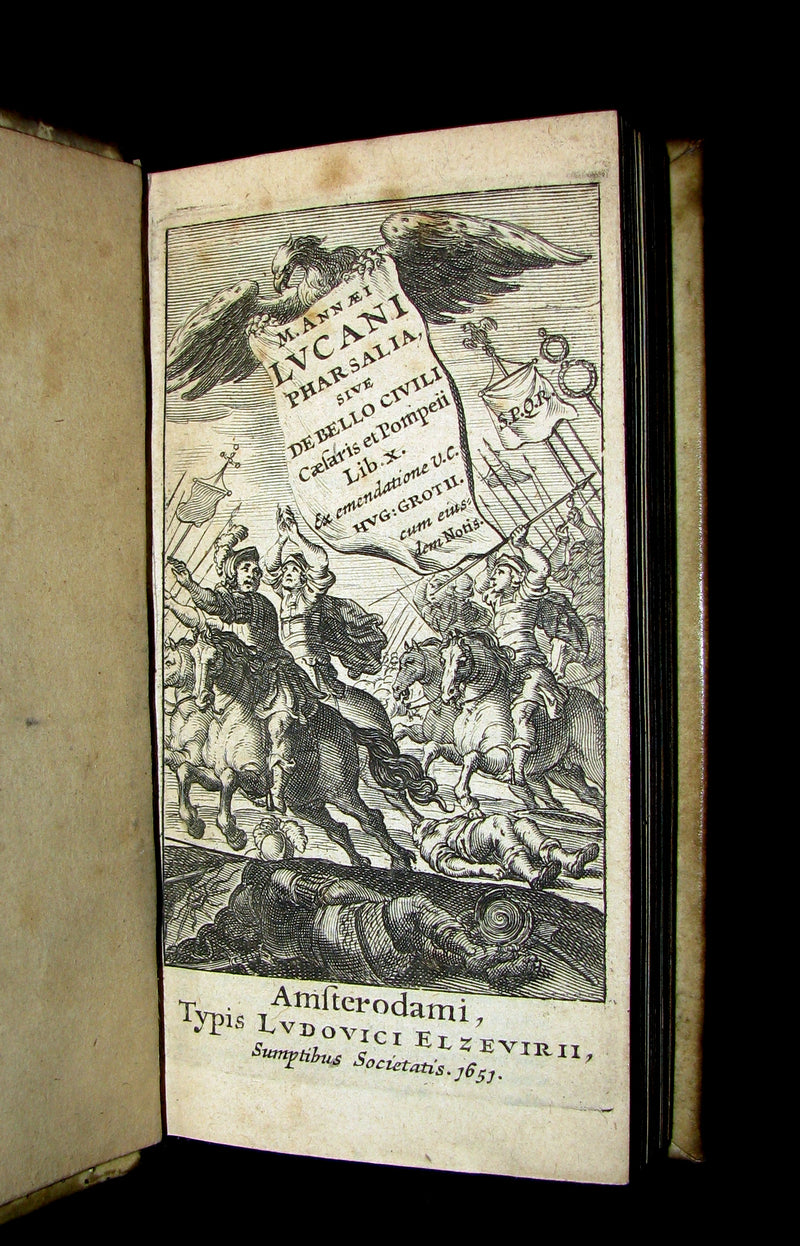 M. ANNÆI
LVCANI
PHARSALIA,
SIVE
DE BELLO CIVILI
Cæſaris et Pompeii
Lib. X.
Ex emendatione V.C.
HVG: GROTII.
cum eius-
dem Notis.
S.P.Q.R.
Amſterodami,
Typis LVDOVICI ELZEVIRII,
Sumptibus Societatis. 1651.